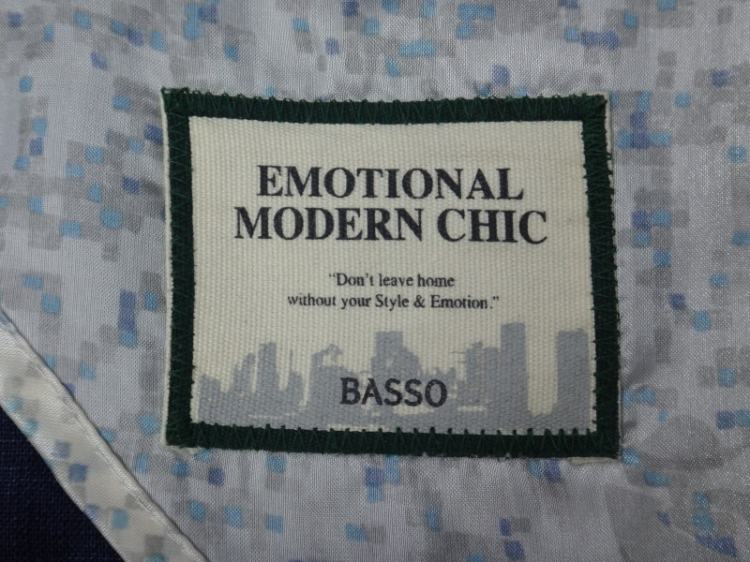 EMOTIONAL
MODERN CHIC
“Don’t leave home
without your Style & Emotion.”
BASSO